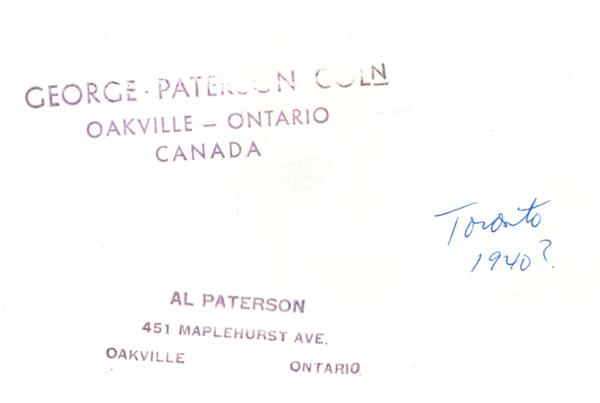 GEORGE-PATERSON COLN
OAKVILLE – ONTARIO
CANADA
Toronto
1940?
AL PATERSON
451 MAPLEHURST AVE.
OAKVILLE ONTARIO